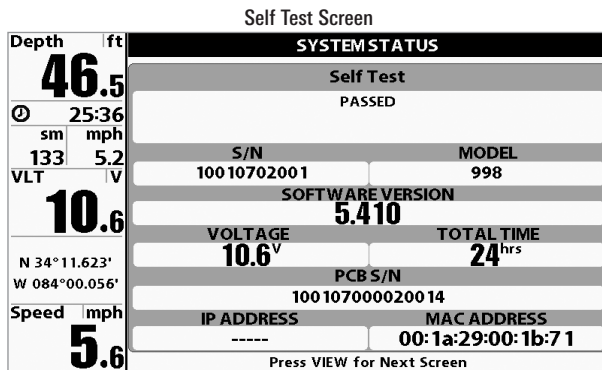 Self Test Screen
Depth ft
46.5
25:36
sm mph
133 5.2
VLT V
10.6
N 34°11.623'
W 084°00.056'
Speed mph
5.6
SYSTEM STATUS
Self Test
PASSED
S/N MODEL
10010702001 998
SOFTWARE VERSION
5.410
VOLTAGE TOTAL TIME
10.6V 24hrs
PCB S/N
100107000020014
IP ADDRESS MAC ADDRESS
----- 00:1a:29:00:1b:71
Press VIEW for Next Screen